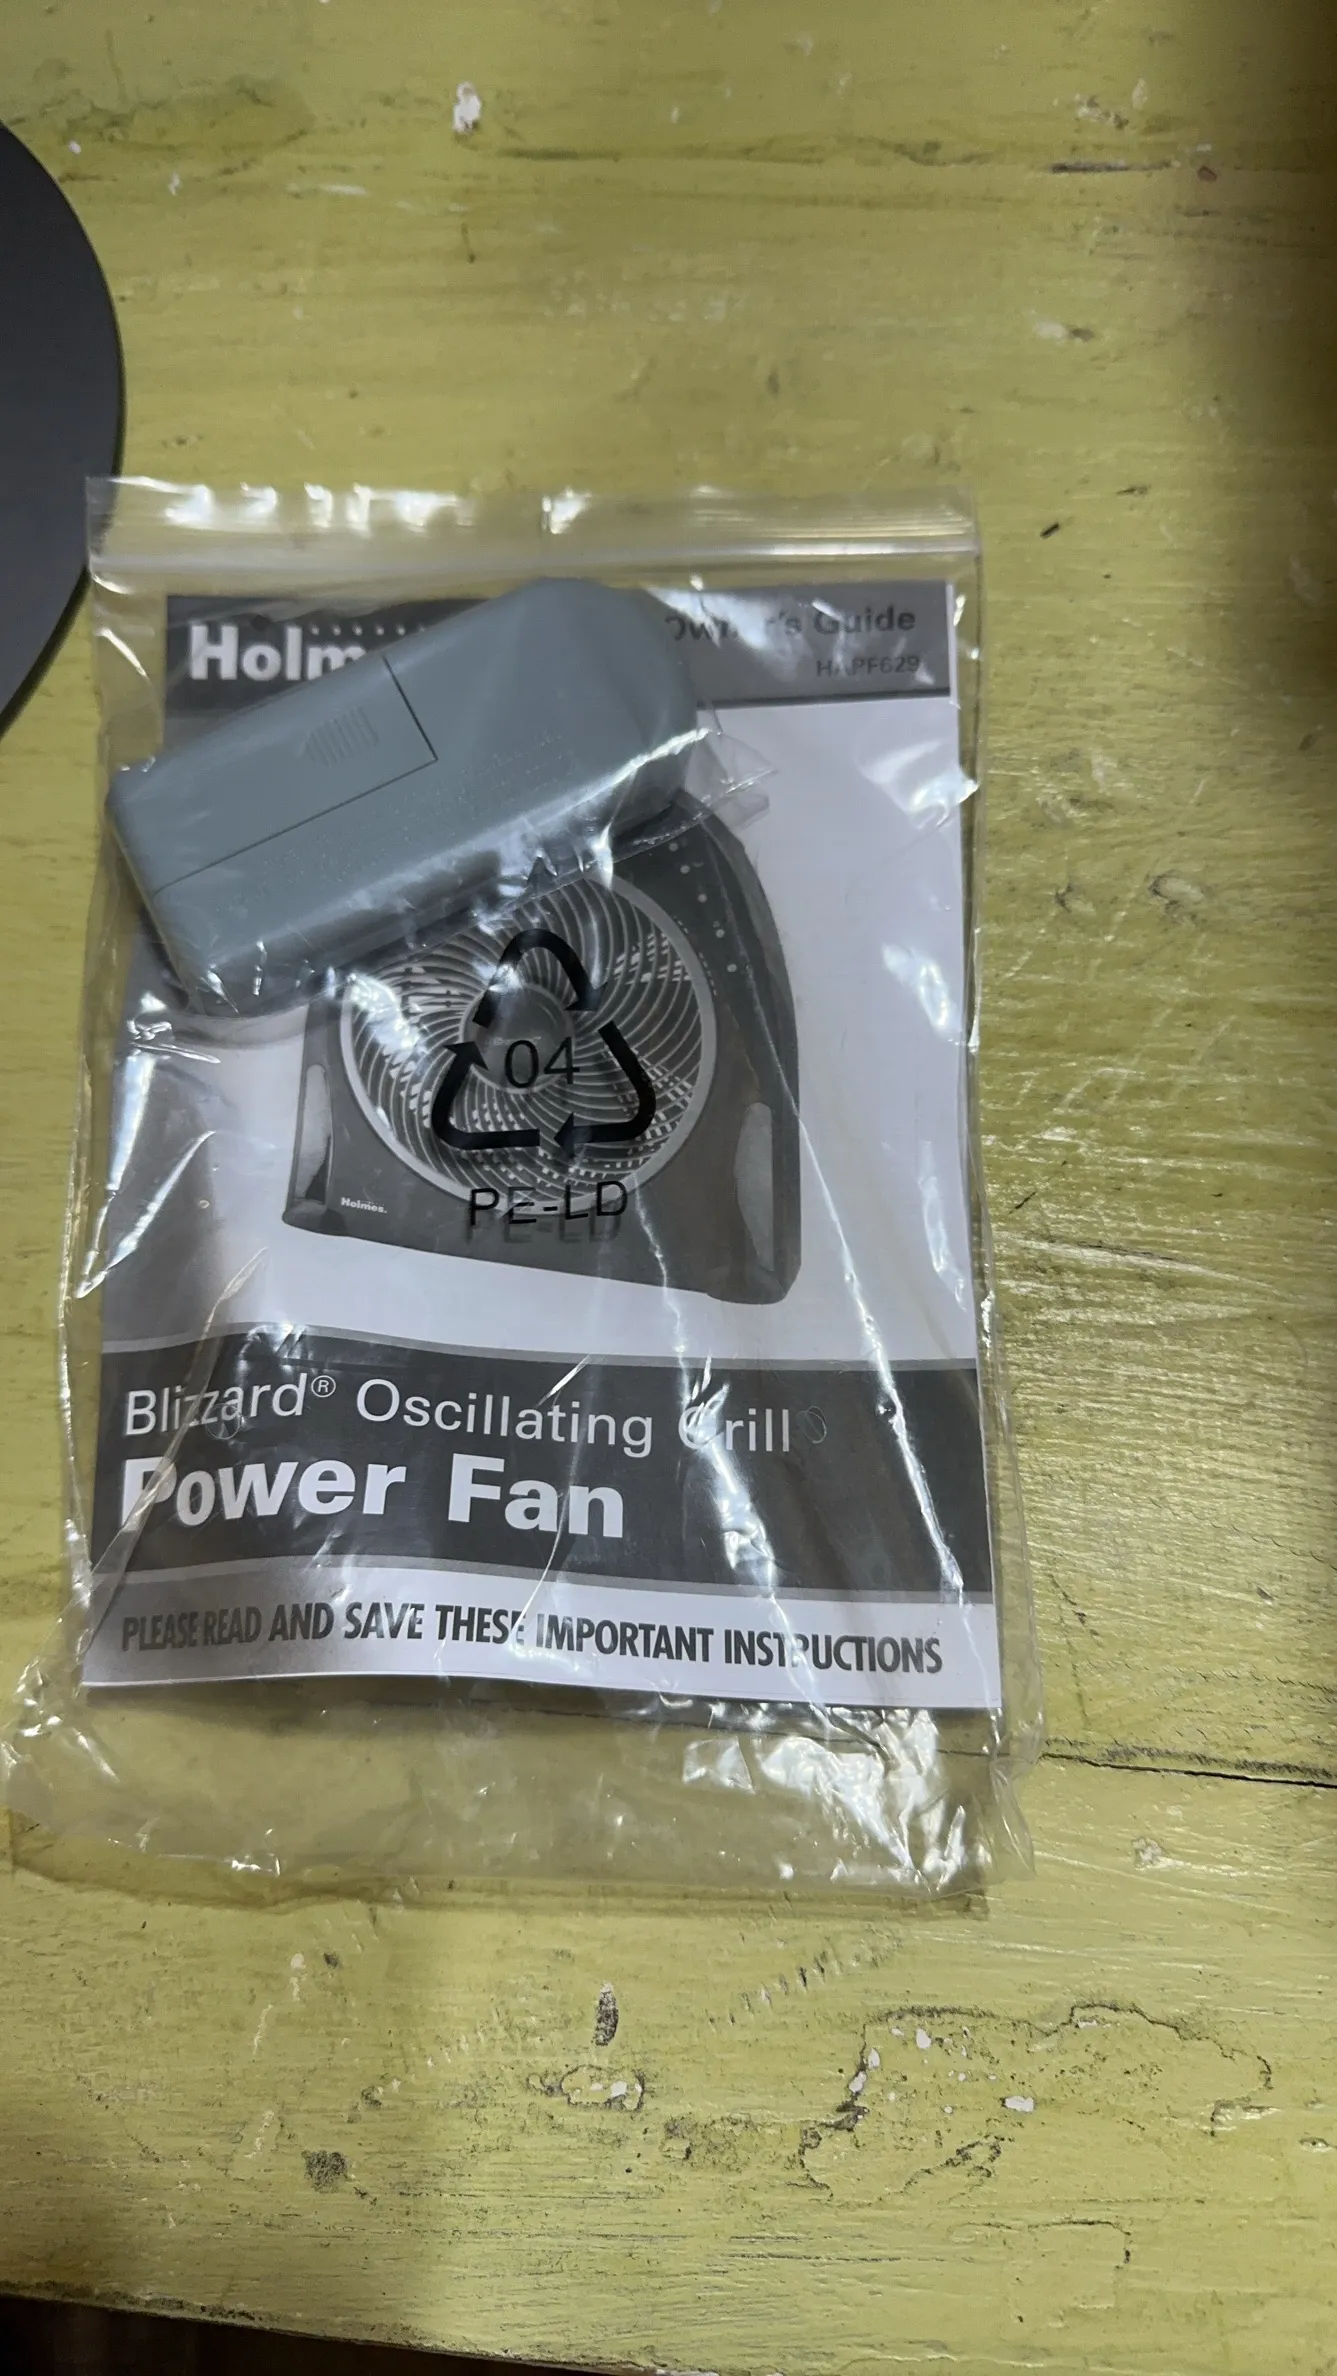 Holm
Owner's Guide
HAPF629
04
PE-LD
Holmes.
Blizzard® Oscillating Grill
Power Fan
PLEASE READ AND SAVE THESE IMPORTANT INSTRUCTIONS